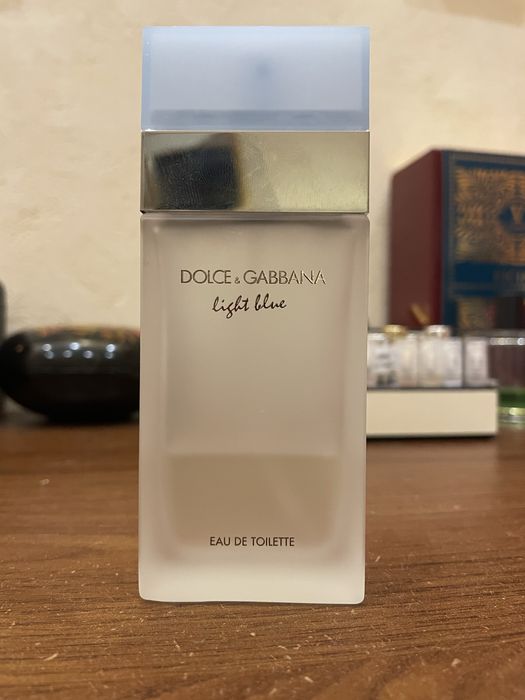 DOLCE & GABBANA
light blue
EAU DE TOILETTE